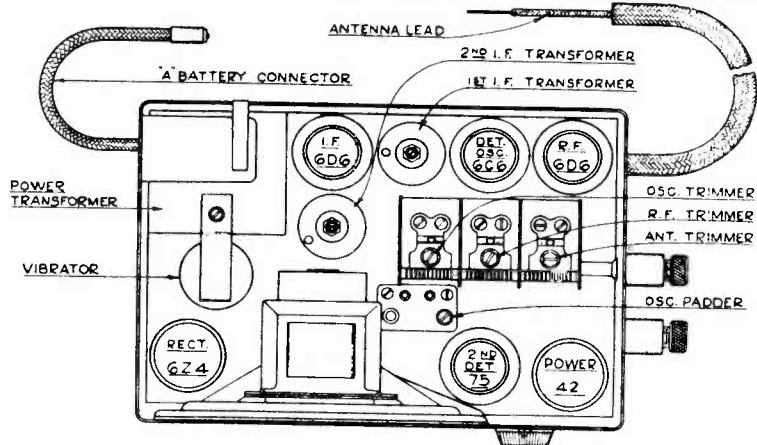 ANTENNA LEAD
2ND I.F. TRANSFORMER
"A" BATTERY CONNECTOR
1ST I.F. TRANSFORMER
I.F.
6D6
DET.
OSC.
6C6
R.F.
6D6
POWER
TRANSFORMER
OSC. TRIMMER
R.F. TRIMMER
ANT. TRIMMER
VIBRATOR
OSC. PADDER
RECT.
6Z4
2ND
DET.
75
POWER
42